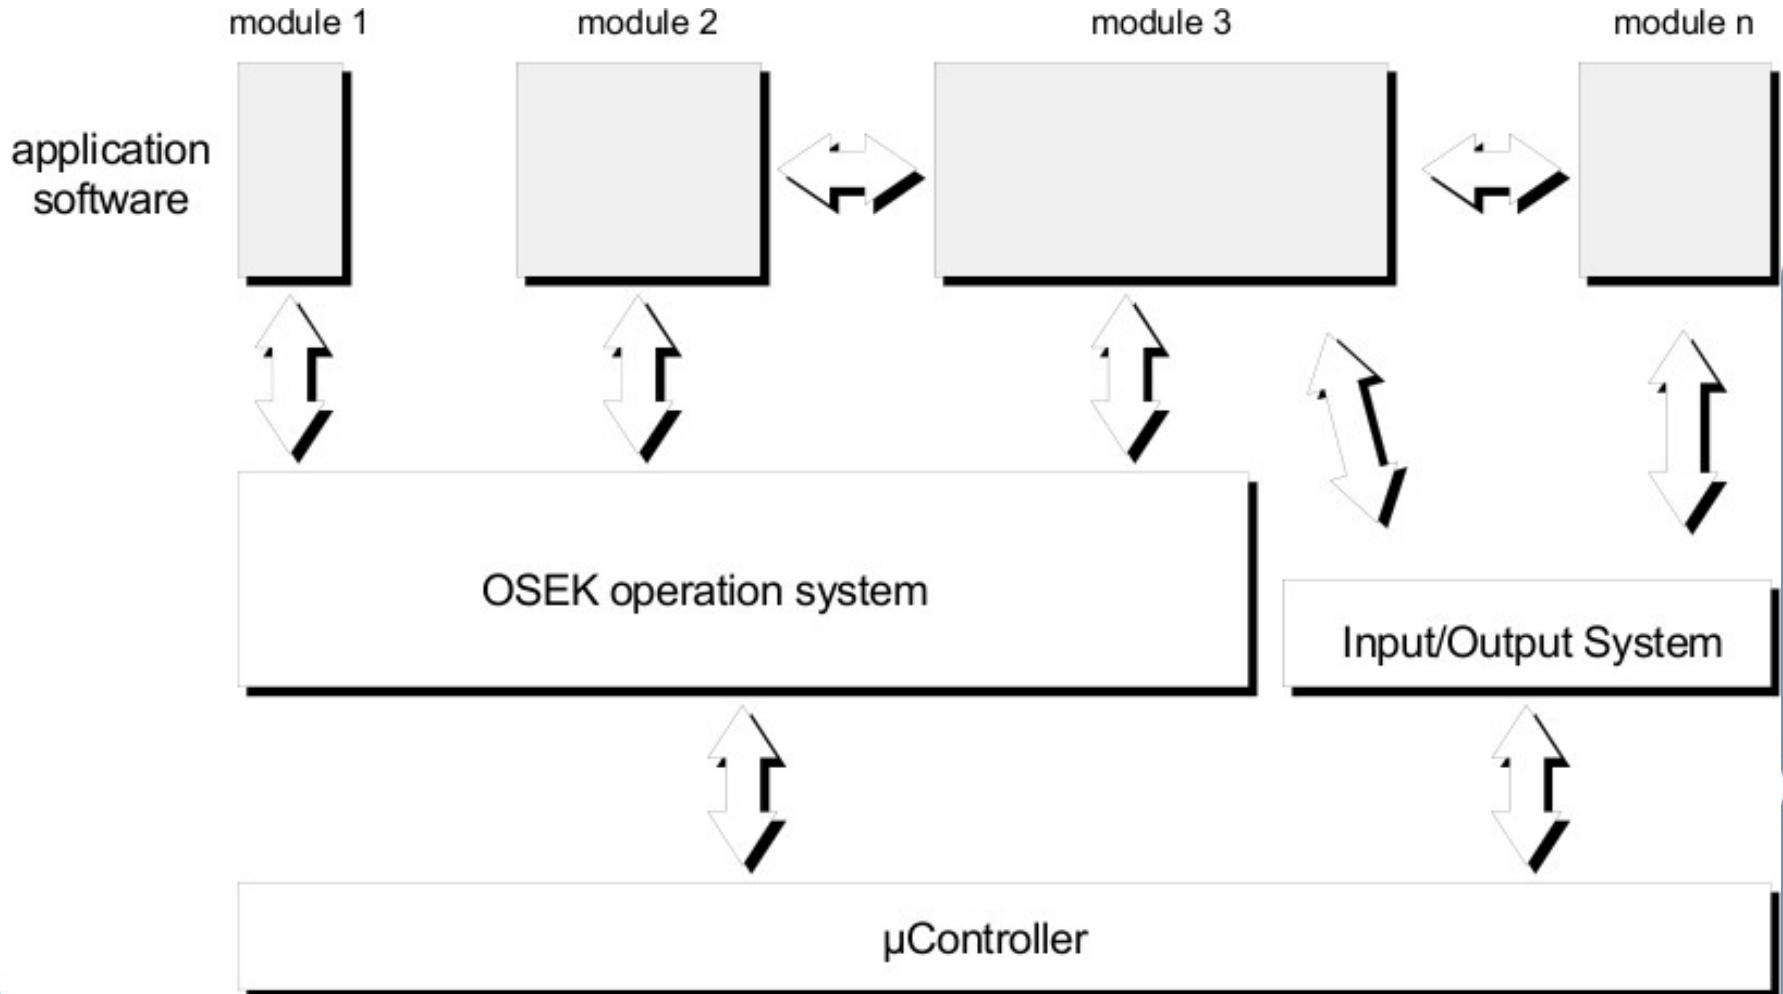 module 1
module 2
module 3
module n
application
software
OSEK operation system
Input/Output System
µController